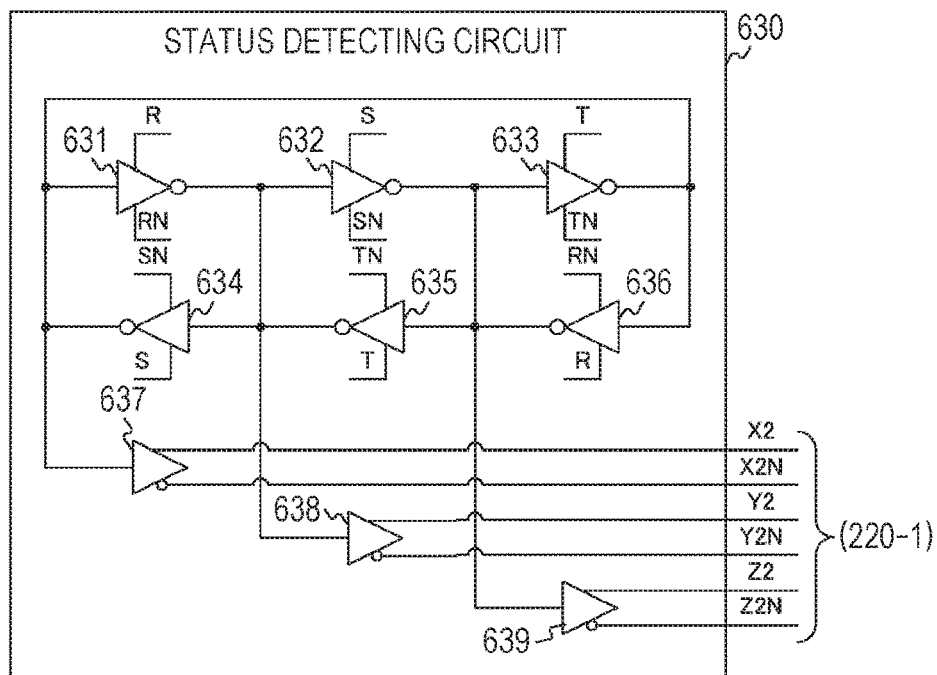 STATUS DETECTING CIRCUIT
630
R S T
631 632 633
RN SN TN
SN TN RN
634 635 636
S T R
637
X2
X2N
638
Y2
Y2N
(220-1)
Z2
Z2N
639